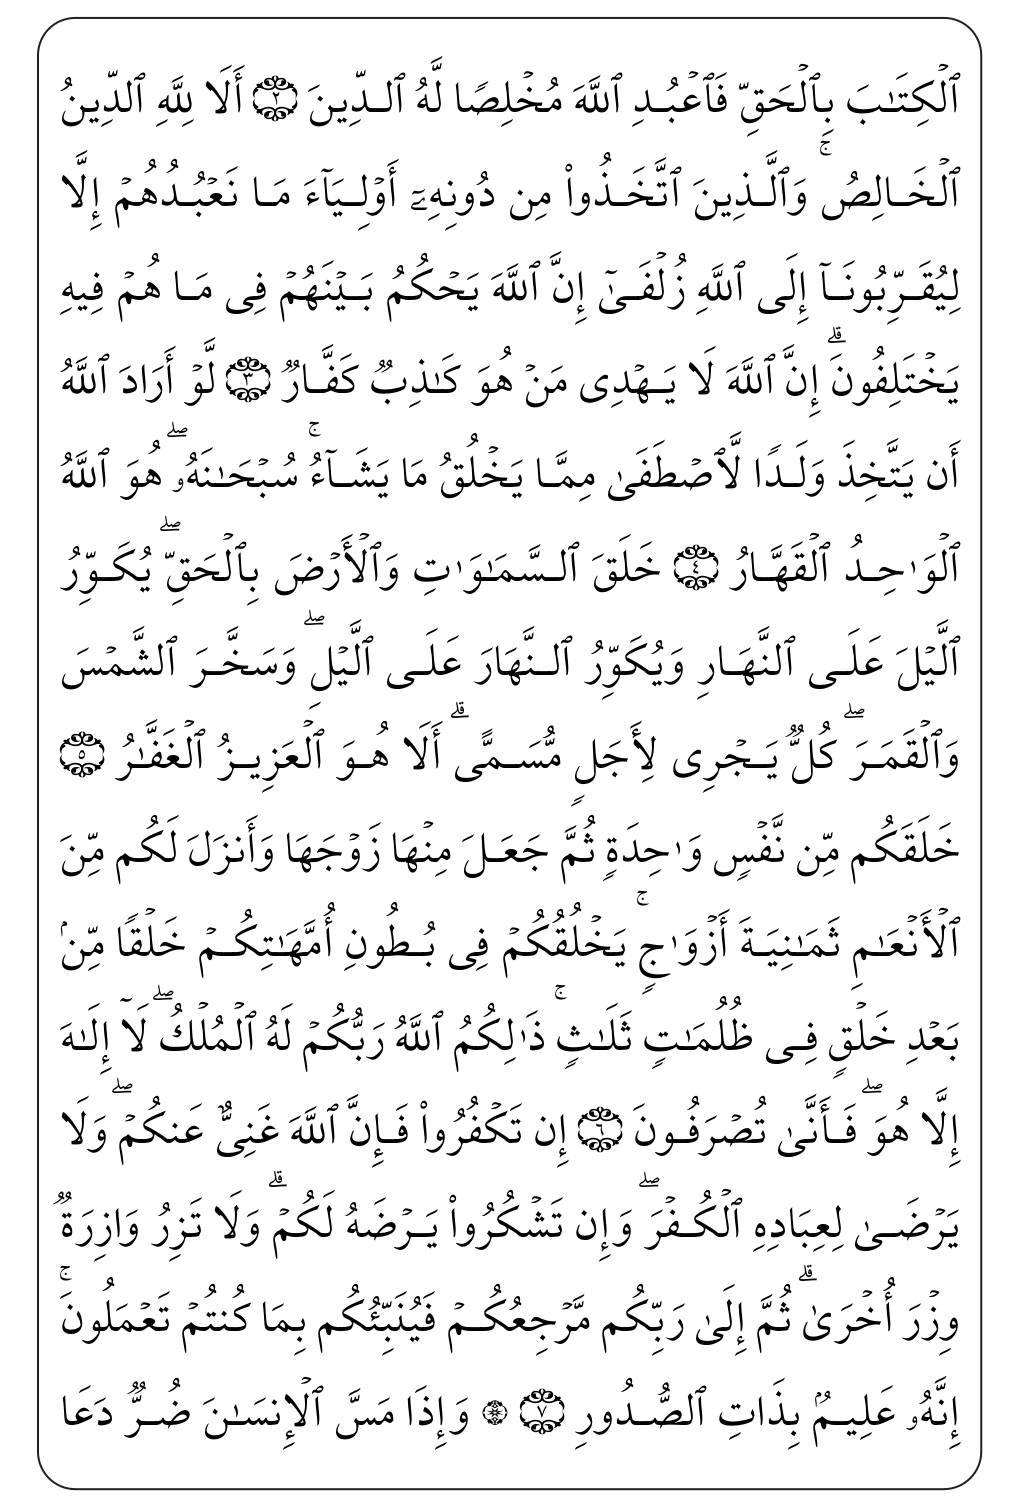 ٱلۡكِتَٰبَ بِٱلۡحَقِّ فَٱعۡبُدِ ٱللَّهَ مُخۡلِصٗا لَّهُ ٱلدِّينَ ٢ أَلَا لِلَّهِ ٱلدِّينُ
ٱلۡخَالِصُۚ وَٱلَّذِينَ ٱتَّخَذُواْ مِن دُونِهِۦٓ أَوۡلِيَآءَ مَا نَعۡبُدُهُمۡ إِلَّا
لِيُقَرِّبُونَآ إِلَى ٱللَّهِ زُلۡفَىٰٓ إِنَّ ٱللَّهَ يَحۡكُمُ بَيۡنَهُمۡ فِي مَا هُمۡ فِيهِ
يَخۡتَلِفُونَۗ إِنَّ ٱللَّهَ لَا يَهۡدِي مَنۡ هُوَ كَٰذِبٞ كَفَّارٞ ٣ لَّوۡ أَرَادَ ٱللَّهُ
أَن يَتَّخِذَ وَلَدٗا لَّٱصۡطَفَىٰ مِمَّا يَخۡلُقُ مَا يَشَآءُۚ سُبۡحَٰنَهُۥۖ هُوَ ٱللَّهُ
ٱلۡوَٰحِدُ ٱلۡقَهَّارُ ٤ خَلَقَ ٱلسَّمَٰوَٰتِ وَٱلۡأَرۡضَ بِٱلۡحَقِّۖ يُكَوِّرُ
ٱلَّيۡلَ عَلَى ٱلنَّهَارِ وَيُكَوِّرُ ٱلنَّهَارَ عَلَى ٱلَّيۡلِۖ وَسَخَّرَ ٱلشَّمۡسَ
وَٱلۡقَمَرَۖ كُلّٞ يَجۡرِي لِأَجَلٖ مُّسَمًّىۗ أَلَا هُوَ ٱلۡعَزِيزُ ٱلۡغَفَّٰرُ ٥
خَلَقَكُم مِّن نَّفۡسٖ وَٰحِدَةٖ ثُمَّ جَعَلَ مِنۡهَا زَوۡجَهَا وَأَنزَلَ لَكُم مِّنَ
ٱلۡأَنۡعَٰمِ ثَمَٰنِيَةَ أَزۡوَٰجٖۚ يَخۡلُقُكُمۡ فِي بُطُونِ أُمَّهَٰتِكُمۡ خَلۡقٗا مِّنۢ
بَعۡدِ خَلۡقٖ فِي ظُلُمَٰتٖ ثَلَٰثٖۚ ذَٰلِكُمُ ٱللَّهُ رَبُّكُمۡ لَهُ ٱلۡمُلۡكُۖ لَآ إِلَٰهَ
إِلَّا هُوَۖ فَأَنَّىٰ تُصۡرَفُونَ ٦ إِن تَكۡفُرُواْ فَإِنَّ ٱللَّهَ غَنِيٌّ عَنكُمۡۖ وَلَا
يَرۡضَىٰ لِعِبَادِهِ ٱلۡكُفۡرَۖ وَإِن تَشۡكُرُواْ يَرۡضَهُ لَكُمۡۗ وَلَا تَزِرُ وَازِرَةٞ
وِزۡرَ أُخۡرَىٰۗ ثُمَّ إِلَىٰ رَبِّكُم مَّرۡجِعُكُمۡ فَيُنَبِّئُكُم بِمَا كُنتُمۡ تَعۡمَلُونَۚ
إِنَّهُۥ عَلِيمُۢ بِذَاتِ ٱلصُّدُورِ ٧ ۞ وَإِذَا مَسَّ ٱلۡإِنسَٰنَ ضُرّٞ دَعَا